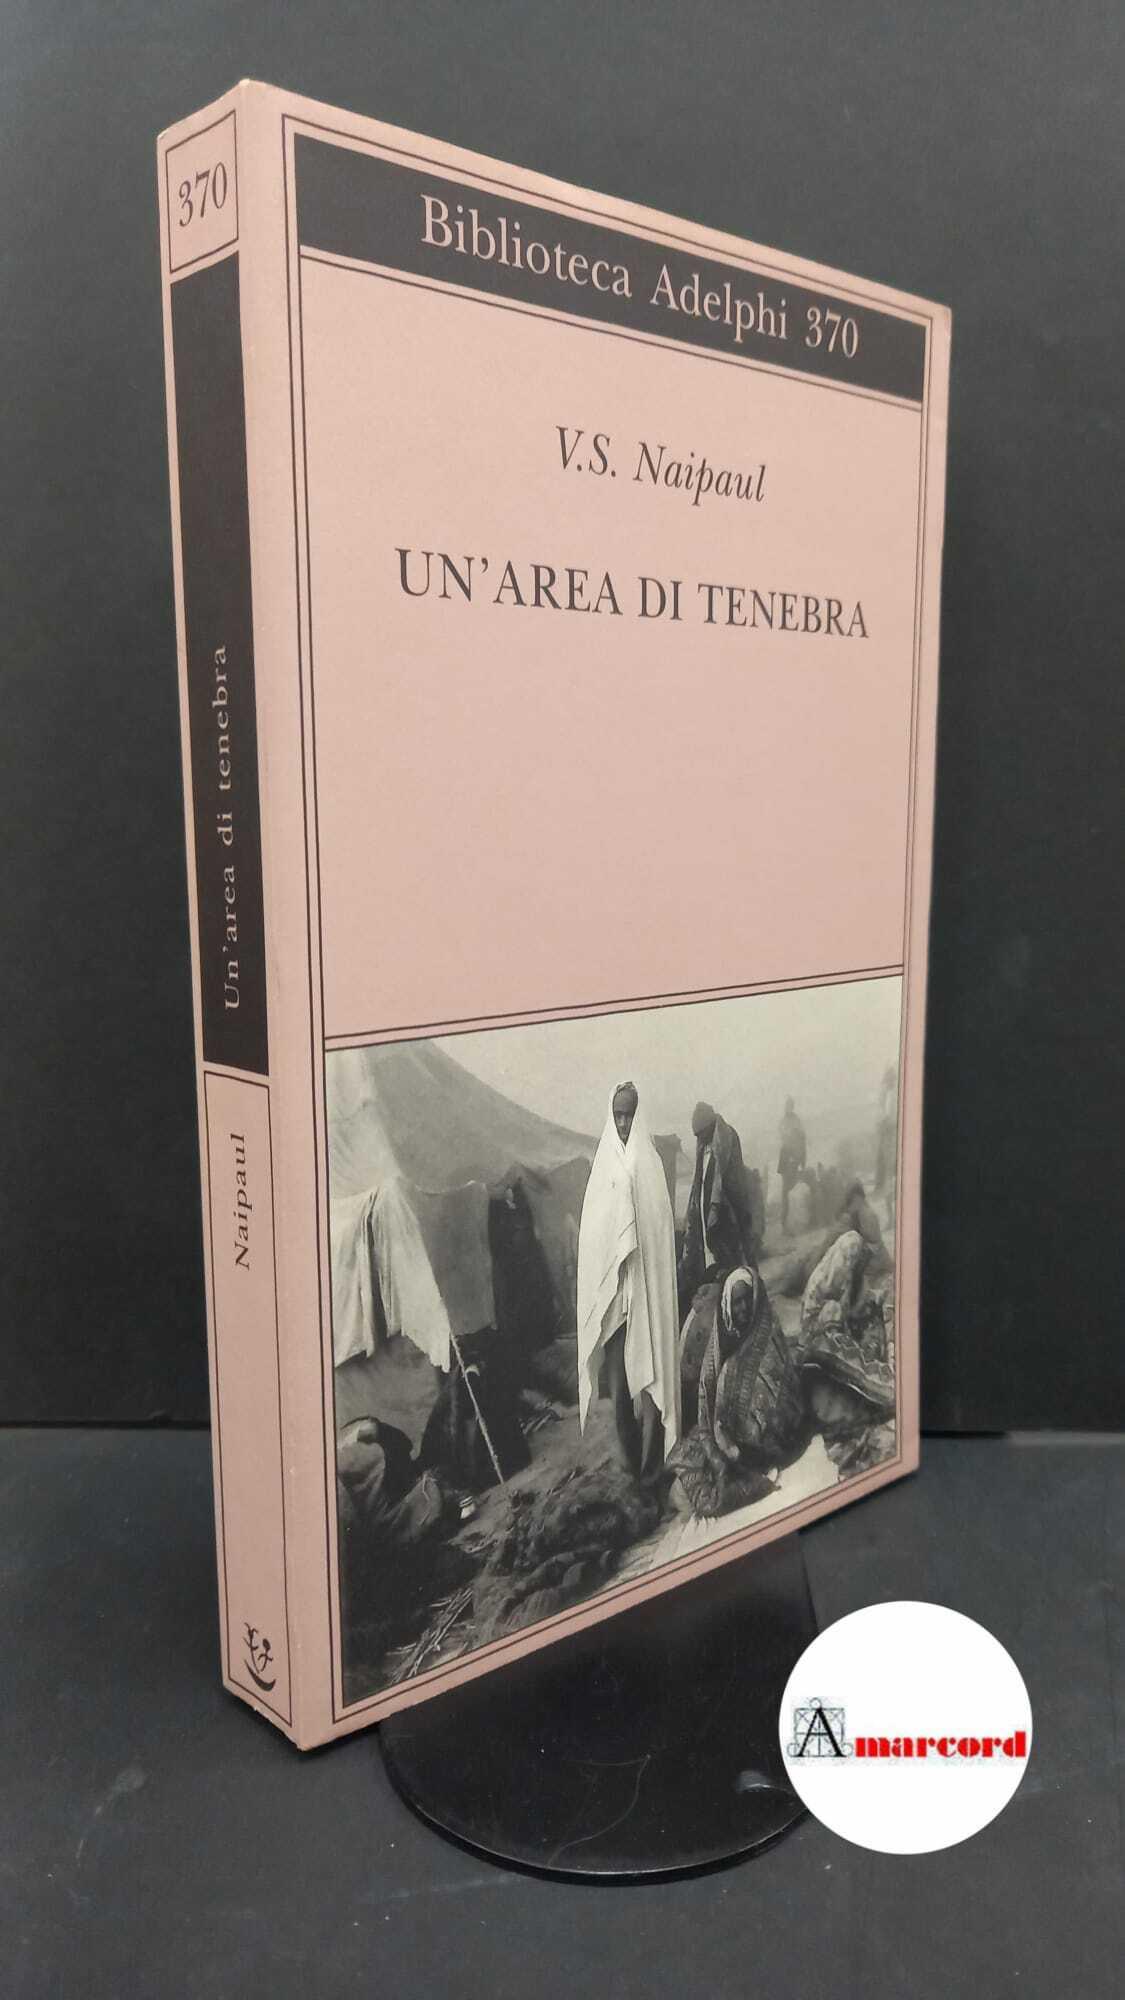 370
Un'area di tenebra
Naipaul
Biblioteca Adelphi 370
V.S. Naipaul
UN'AREA DI TENEBRA
Amarcord